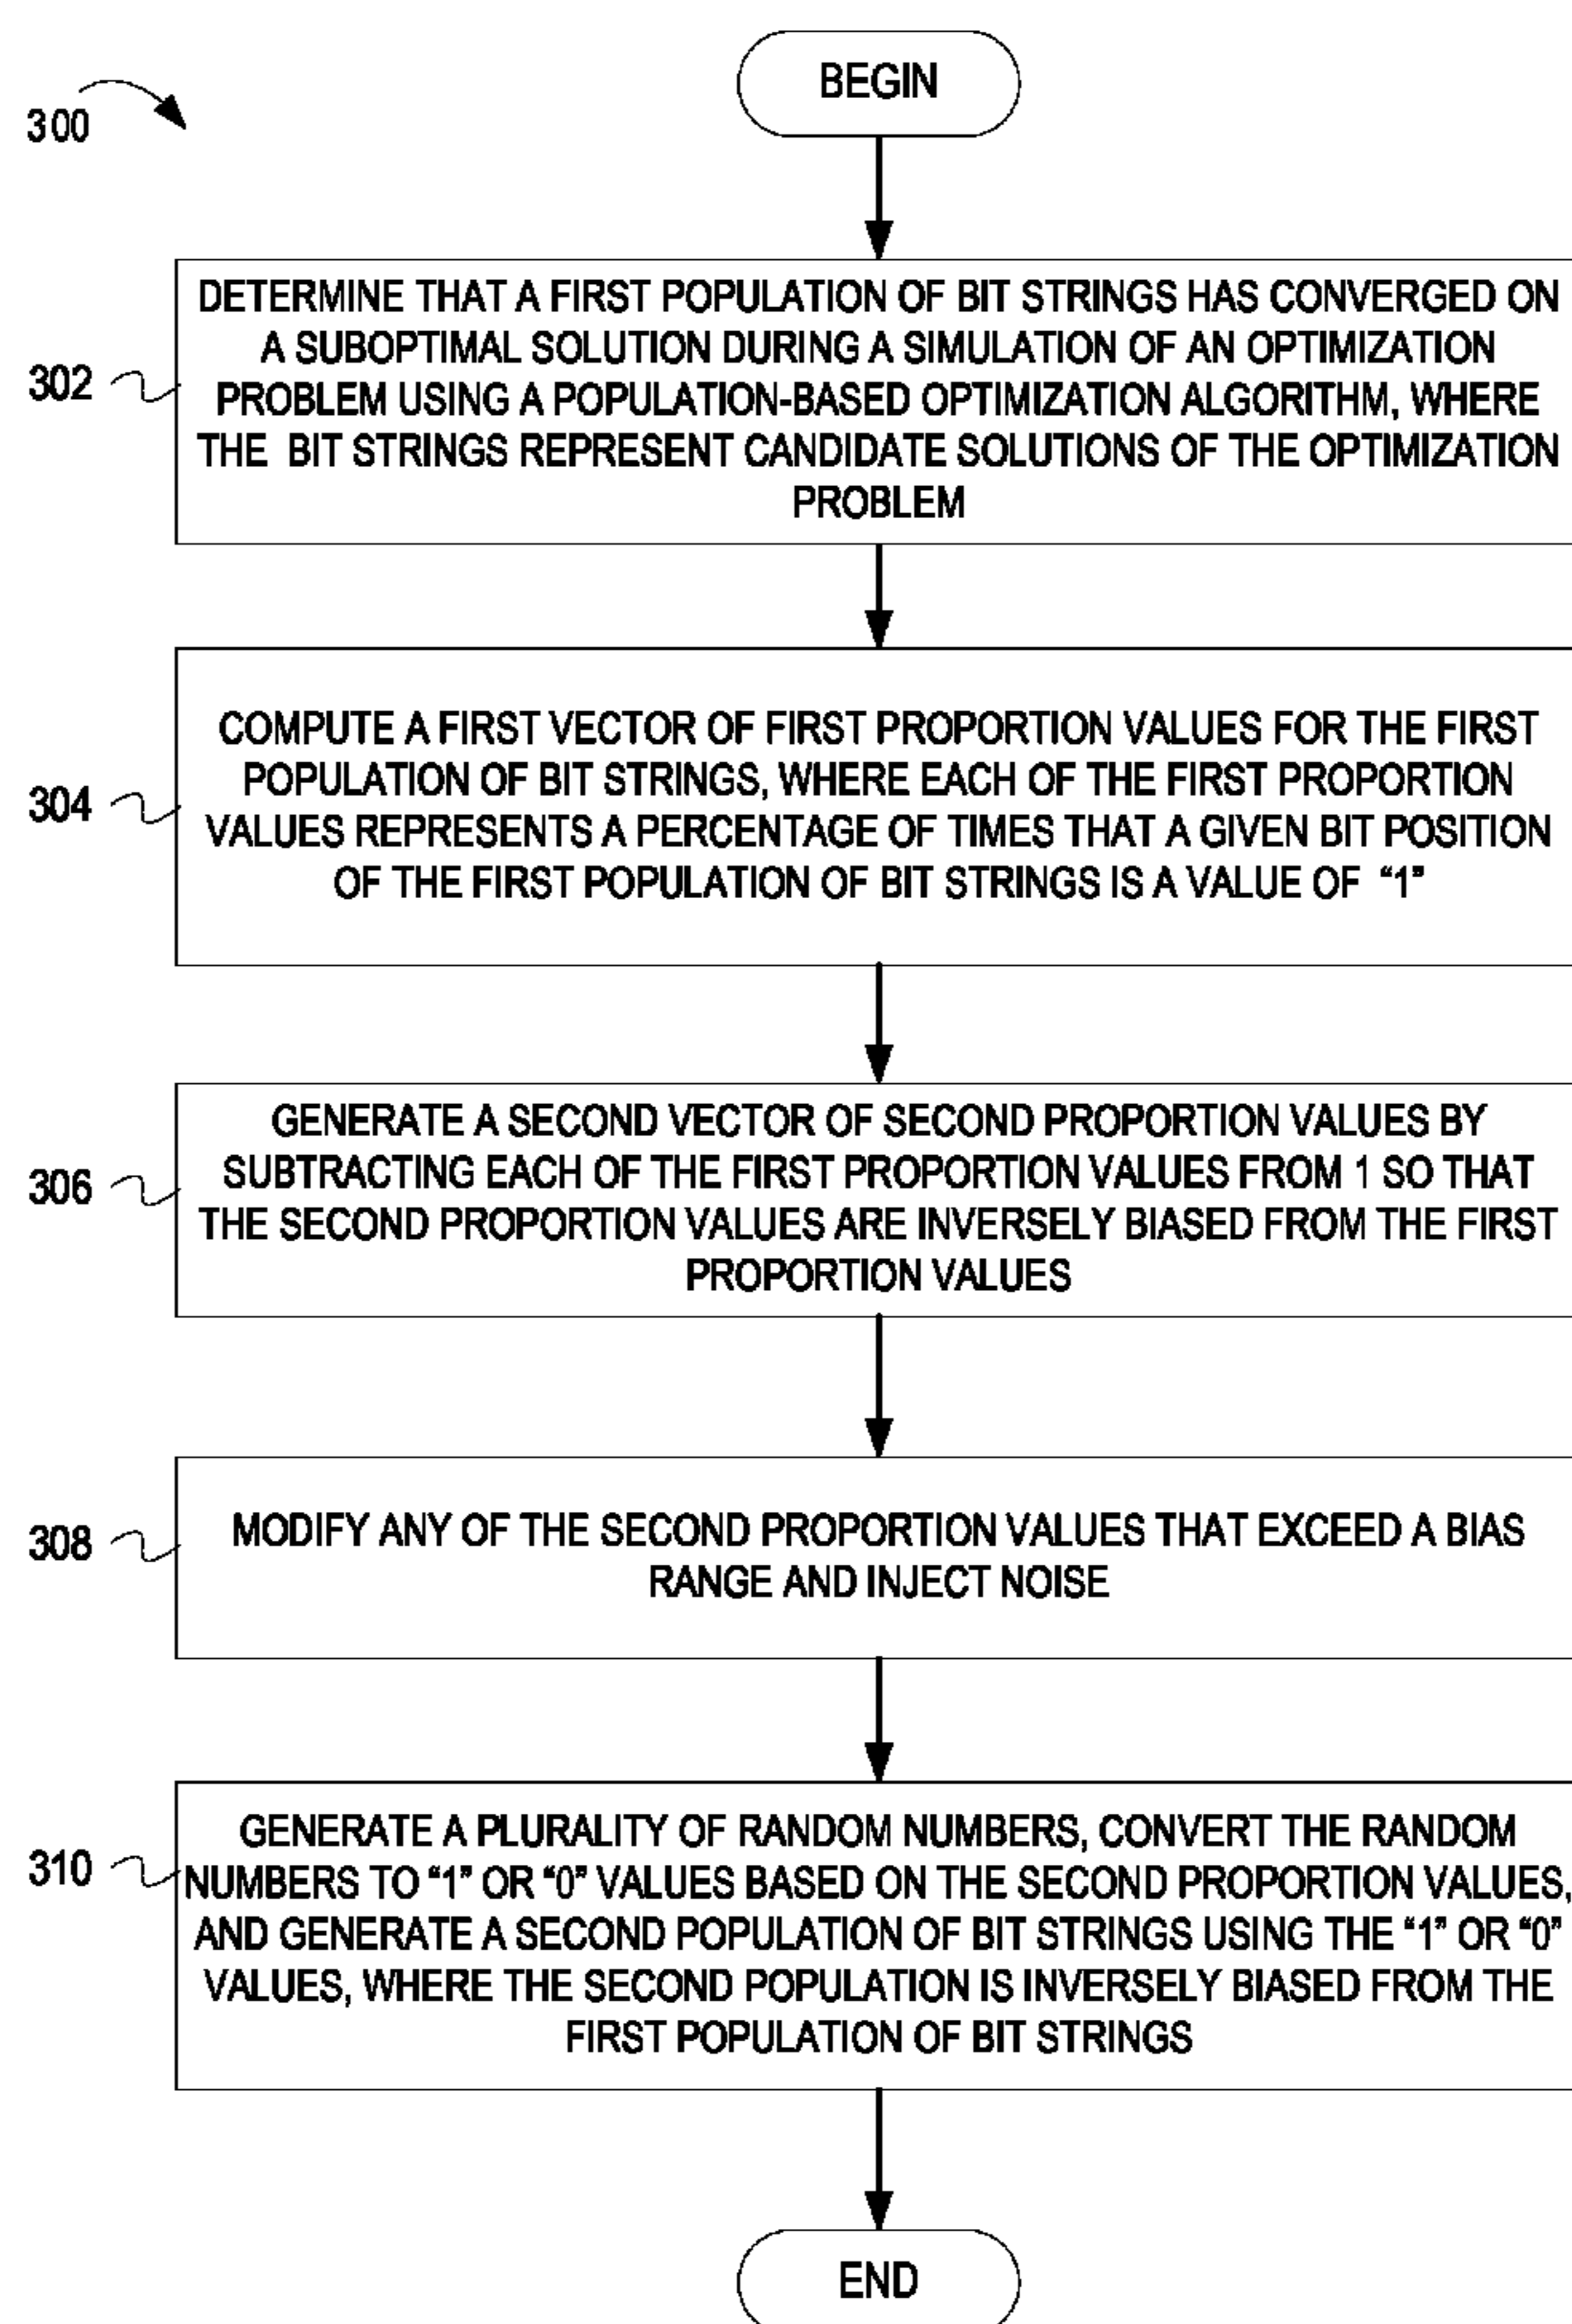 BEGIN
300
DETERMINE THAT A FIRST POPULATION OF BIT STRINGS HAS CONVERGED ON
A SUBOPTIMAL SOLUTION DURING A SIMULATION OF AN OPTIMIZATION
PROBLEM USING A POPULATION-BASED OPTIMIZATION ALGORITHM, WHERE
THE BIT STRINGS REPRESENT CANDIDATE SOLUTIONS OF THE OPTIMIZATION
PROBLEM
302
COMPUTE A FIRST VECTOR OF FIRST PROPORTION VALUES FOR THE FIRST
POPULATION OF BIT STRINGS, WHERE EACH OF THE FIRST PROPORTION
VALUES REPRESENTS A PERCENTAGE OF TIMES THAT A GIVEN BIT POSITION
OF THE FIRST POPULATION OF BIT STRINGS IS A VALUE OF “1”
304
GENERATE A SECOND VECTOR OF SECOND PROPORTION VALUES BY
SUBTRACTING EACH OF THE FIRST PROPORTION VALUES FROM 1 SO THAT
THE SECOND PROPORTION VALUES ARE INVERSELY BIASED FROM THE FIRST
PROPORTION VALUES
306
MODIFY ANY OF THE SECOND PROPORTION VALUES THAT EXCEED A BIAS
RANGE AND INJECT NOISE
308
GENERATE A PLURALITY OF RANDOM NUMBERS, CONVERT THE RANDOM
NUMBERS TO “1” OR “0” VALUES BASED ON THE SECOND PROPORTION VALUES,
AND GENERATE A SECOND POPULATION OF BIT STRINGS USING THE “1” OR “0”
VALUES, WHERE THE SECOND POPULATION IS INVERSELY BIASED FROM THE
FIRST POPULATION OF BIT STRINGS
310
END